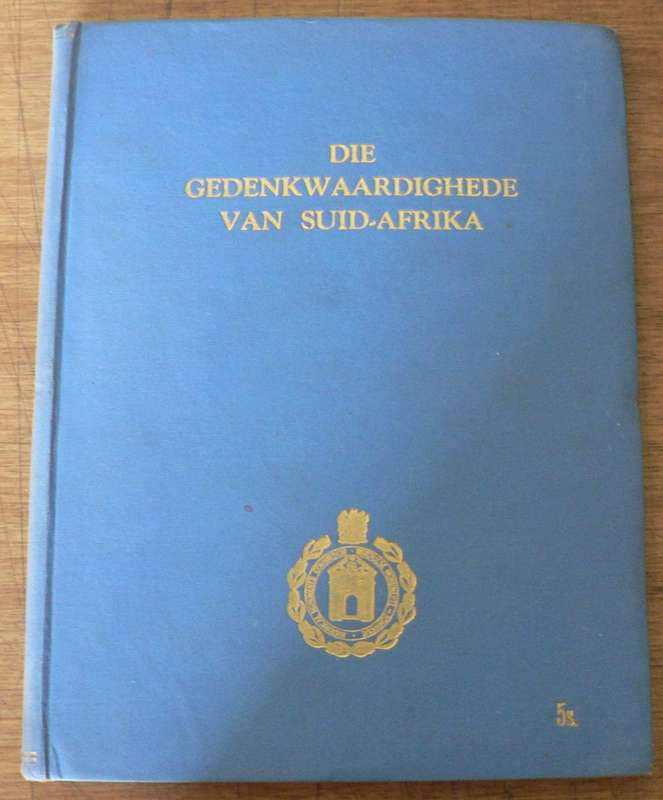 DIE
GEDENKWAARDIGHEDE
VAN SUID-AFRIKA
5s.